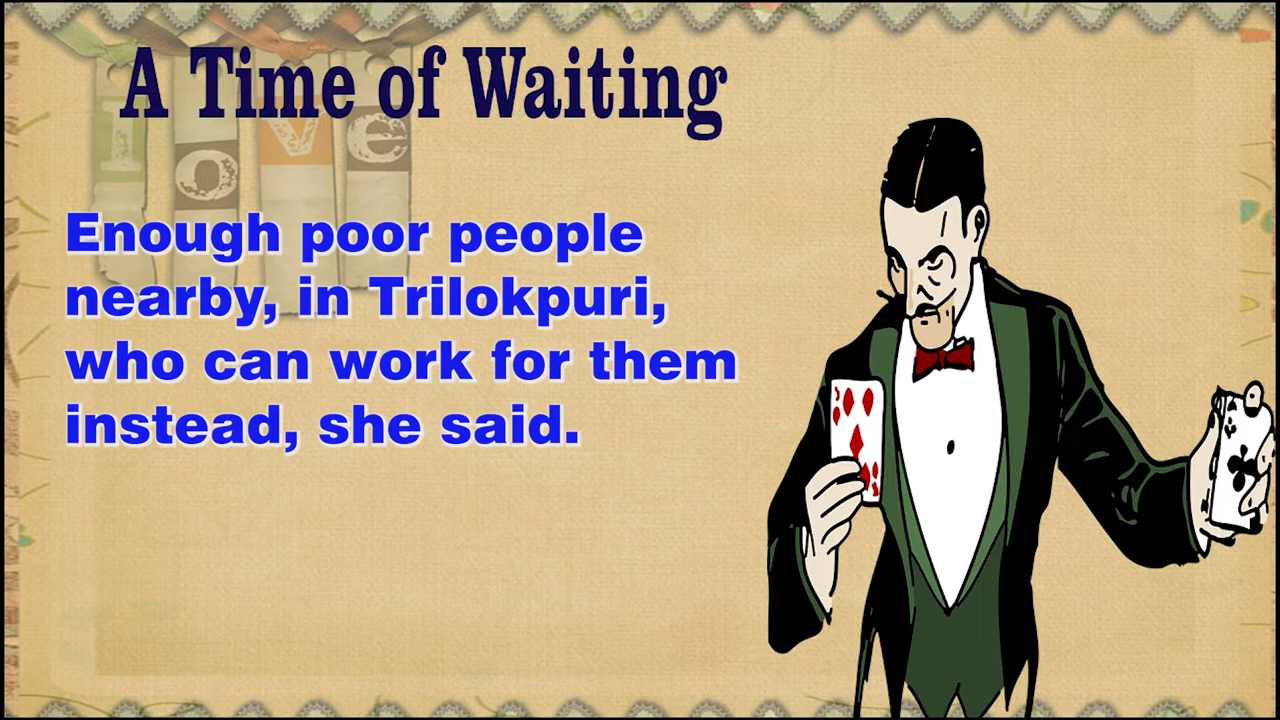 A Time of Waiting
love
Enough poor people
nearby, in Trilokpuri,
who can work for them
instead, she said.